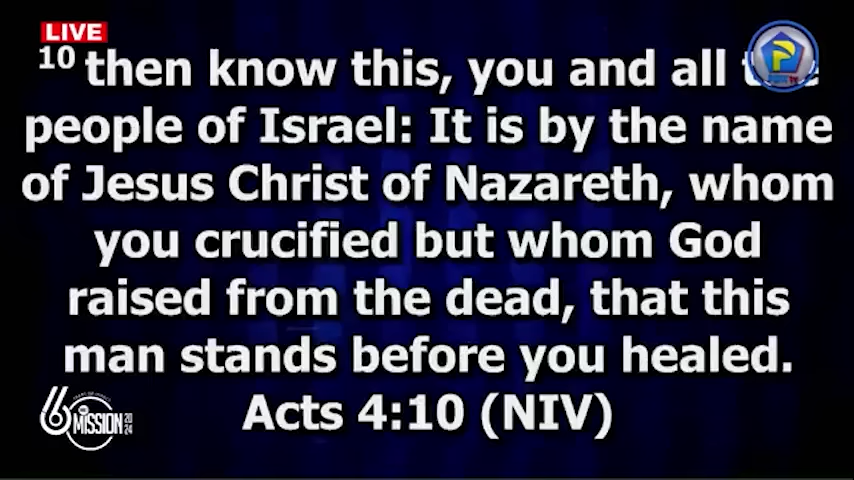 LIVE
10 then know this, you and all
people of Israel: It is by the name
of Jesus Christ of Nazareth, whom
you crucified but whom God
raised from the dead, that this
man stands before you healed.
Acts 4:10 (NIV)
6
MISSION
2024